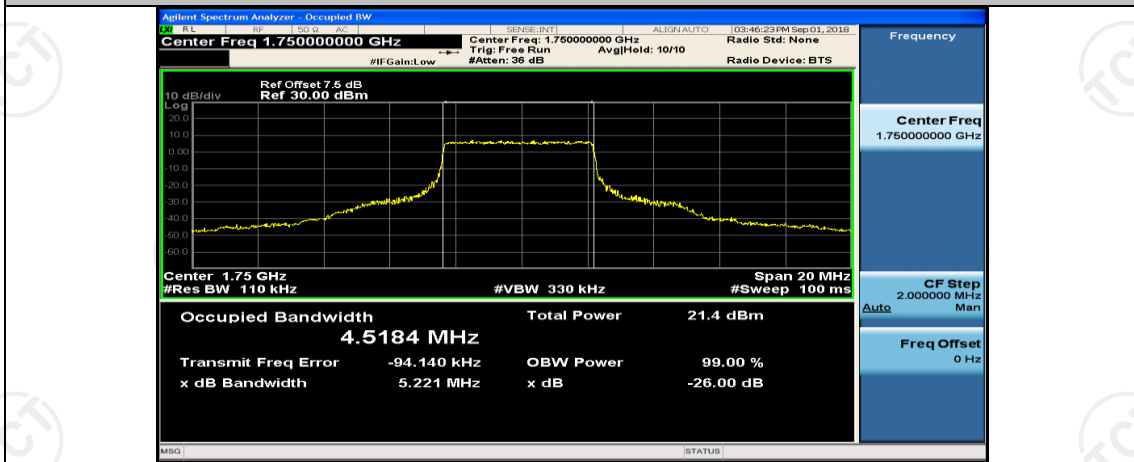 Agilent Spectrum Analyzer - Occupied BW
LXI RL RF 50 Ω AC SENSE:INT ALIGN AUTO 03:46:23 PM Sep 01, 2018
Center Freq 1.750000000 GHz Center Freq: 1.750000000 GHz Radio Std: None
Trig: Free Run Avg|Hold: 10/10
#IFGain:Low #Atten: 36 dB Radio Device: BTS
Ref Offset 7.5 dB
10 dB/div Ref 30.00 dBm
Log
20.0
10.0
0.00
-10.0
-20.0
-30.0
-40.0
-50.0
-60.0
Center 1.75 GHz Span 20 MHz
#Res BW 110 kHz #VBW 330 kHz #Sweep 100 ms
Occupied Bandwidth Total Power 21.4 dBm
4.5184 MHz
Transmit Freq Error -94.140 kHz OBW Power 99.00 %
x dB Bandwidth 5.221 MHz x dB -26.00 dB
MSG STATUS
Frequency
Center Freq
1.750000000 GHz
CF Step
2.000000 MHz
Auto Man
Freq Offset
0 Hz
TCT
TCT
TCT
TCT